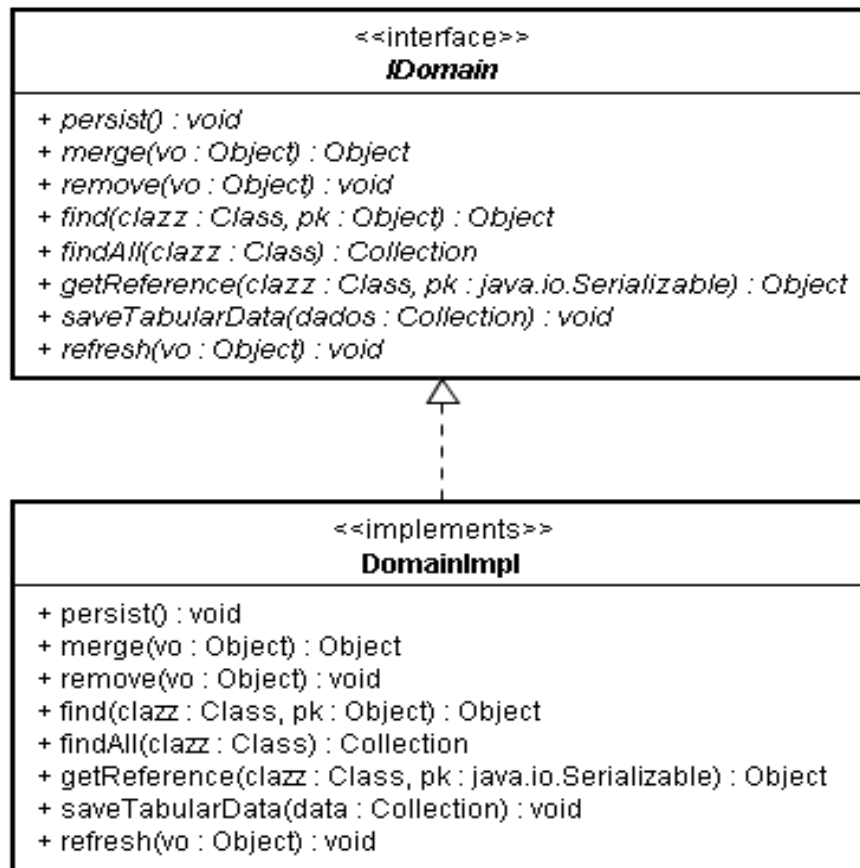 <<interface>>
IDomain
+ persist() : void
+ merge(vo : Object) : Object
+ remove(vo : Object) : void
+ find(clazz : Class, pk : Object) : Object
+ findAll(clazz : Class) : Collection
+ getReference(clazz : Class, pk : java.io.Serializable) : Object
+ saveTabularData(dados : Collection) : void
+ refresh(vo : Object) : void
<<implements>>
DomainImpl
+ persist() : void
+ merge(vo : Object) : Object
+ remove(vo : Object) : void
+ find(clazz : Class, pk : Object) : Object
+ findAll(clazz : Class) : Collection
+ getReference(clazz : Class, pk : java.io.Serializable) : Object
+ saveTabularData(data : Collection) : void
+ refresh(vo : Object) : void